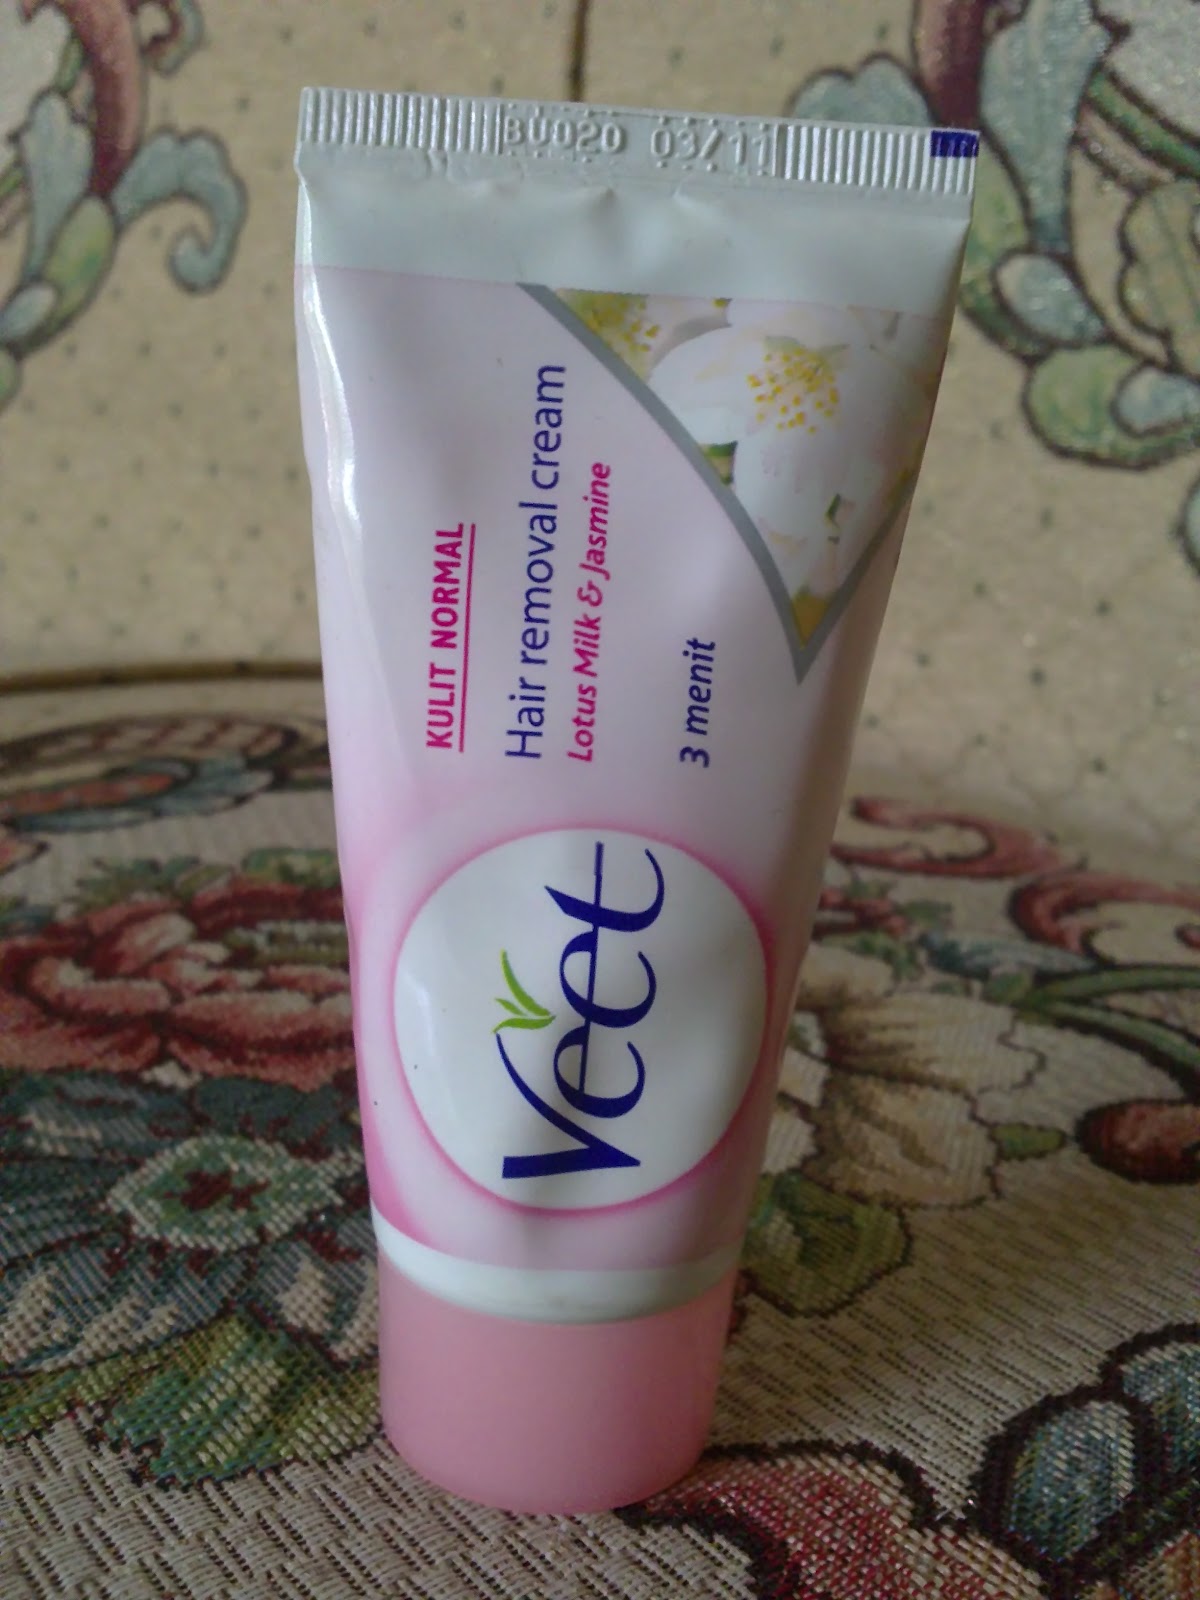 BU020 03/11
KULIT NORMAL
Hair removal cream
Lotus Milk & Jasmine
3 menit
Veet